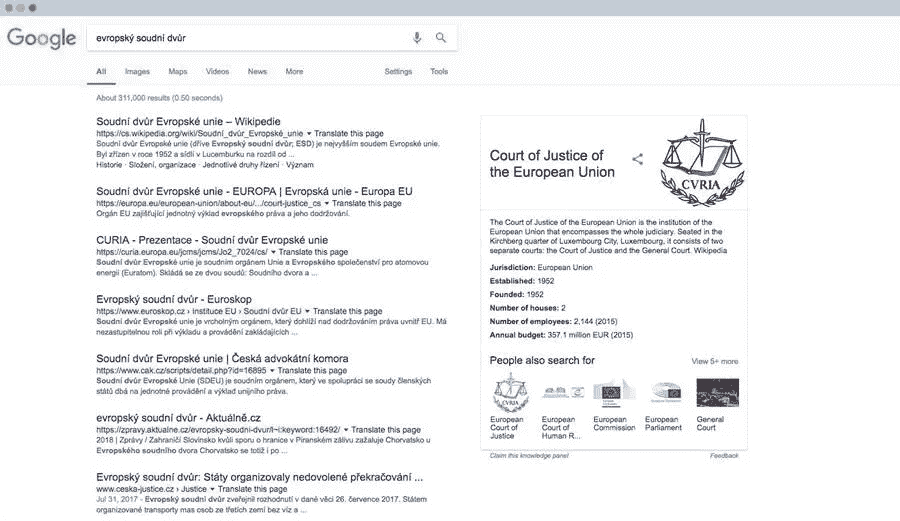 Google
evropský soudní dvůr
All Images Maps Videos News More Settings Tools
About 311,000 results (0.50 seconds)
Soudní dvůr Evropské unie – Wikipedie
https://cs.wikipedia.org/wiki/Soudní_dvůr_Evropské_unie ▼ Translate this page
Soudní dvůr Evropské unie (dříve Evropský soudní dvůr, ESD) je nejvyšším soudem Evropské unie.
Byl zřízen v roce 1952 a sídlí v Lucemburku na rozdíl od ...
Historie · Složení, organizace · Jednotlivé druhy řízení · Význam
Soudní dvůr Evropské unie - EUROPA | Evropská unie - Europa EU
https://europa.eu/european-union/about-eu/.../court-justice_cs ▼ Translate this page
Orgán EU zajišťující jednotný výklad evropského práva a jeho dodržování.
CURIA - Prezentace - Soudní dvůr Evropské unie
https://curia.europa.eu/jcms/jcms/Jo2_7024/cs/ ▼ Translate this page
Soudní dvůr Evropské unie je soudním orgánem Unie a Evropského společenství pro atomovou
energii (Euratom). Skládá se ze dvou soudů: Soudního dvora a ...
Evropský soudní dvůr - Euroskop
https://www.euroskop.cz › Instituce EU › Soudní dvůr EU ▼ Translate this page
Soudní dvůr Evropské unie je vrcholným orgánem, který dohlíží nad dodržováním práva uvnitř EU. Má
nezastupitelnou roli při výkladu a provádění zakládajících ...
Soudní dvůr Evropské unie | Česká advokátní komora
https://www.cak.cz/scripts/detail.php?id=16895 ▼ Translate this page
Soudní dvůr Evropské Unie (SDEU) je soudním orgánem, který ve spolupráci se soudy členských
států dbá na jednotné provádění a výklad unijního práva.
evropský soudní dvůr - Aktuálně.cz
https://zpravy.aktualne.cz/evropsky-soudni-dvur/l~i:keyword:16492/ ▼ Translate this page
2018 | Zprávy / Zahraničí Slovinsko kvůli sporu o hranice v Piranském zálivu zažaluje Chorvatsko u
Evropského soudního dvora Chorvatsko se totiž i po ...
Evropský soudní dvůr: Státy organizovaly nedovolené překračování ...
www.ceska-justice.cz › Justice ▼ Translate this page
Jul 31, 2017 - Evropský soudní dvůr zveřejnil rozhodnutí v dané věci 26. července 2017. Státem
organizované transporty mas osob ze třetích zemí bez víz a ...
Court of Justice of
the European Union
CVRIA
The Court of Justice of the European Union is the institution of the
European Union that encompasses the whole judiciary. Seated in the
Kirchberg quarter of Luxembourg City, Luxembourg, it consists of two
separate courts: the Court of Justice and the General Court. Wikipedia
Jurisdiction: European Union
Established: 1952
Founded: 1952
Number of houses: 2
Number of employees: 2,144 (2015)
Annual budget: 357.1 million EUR (2015)
People also search for View 5+ more
European
Court of
Justice
European
Court of
Human R...
European
Commission
European
Parliament
General
Court
Claim this knowledge panel Feedback